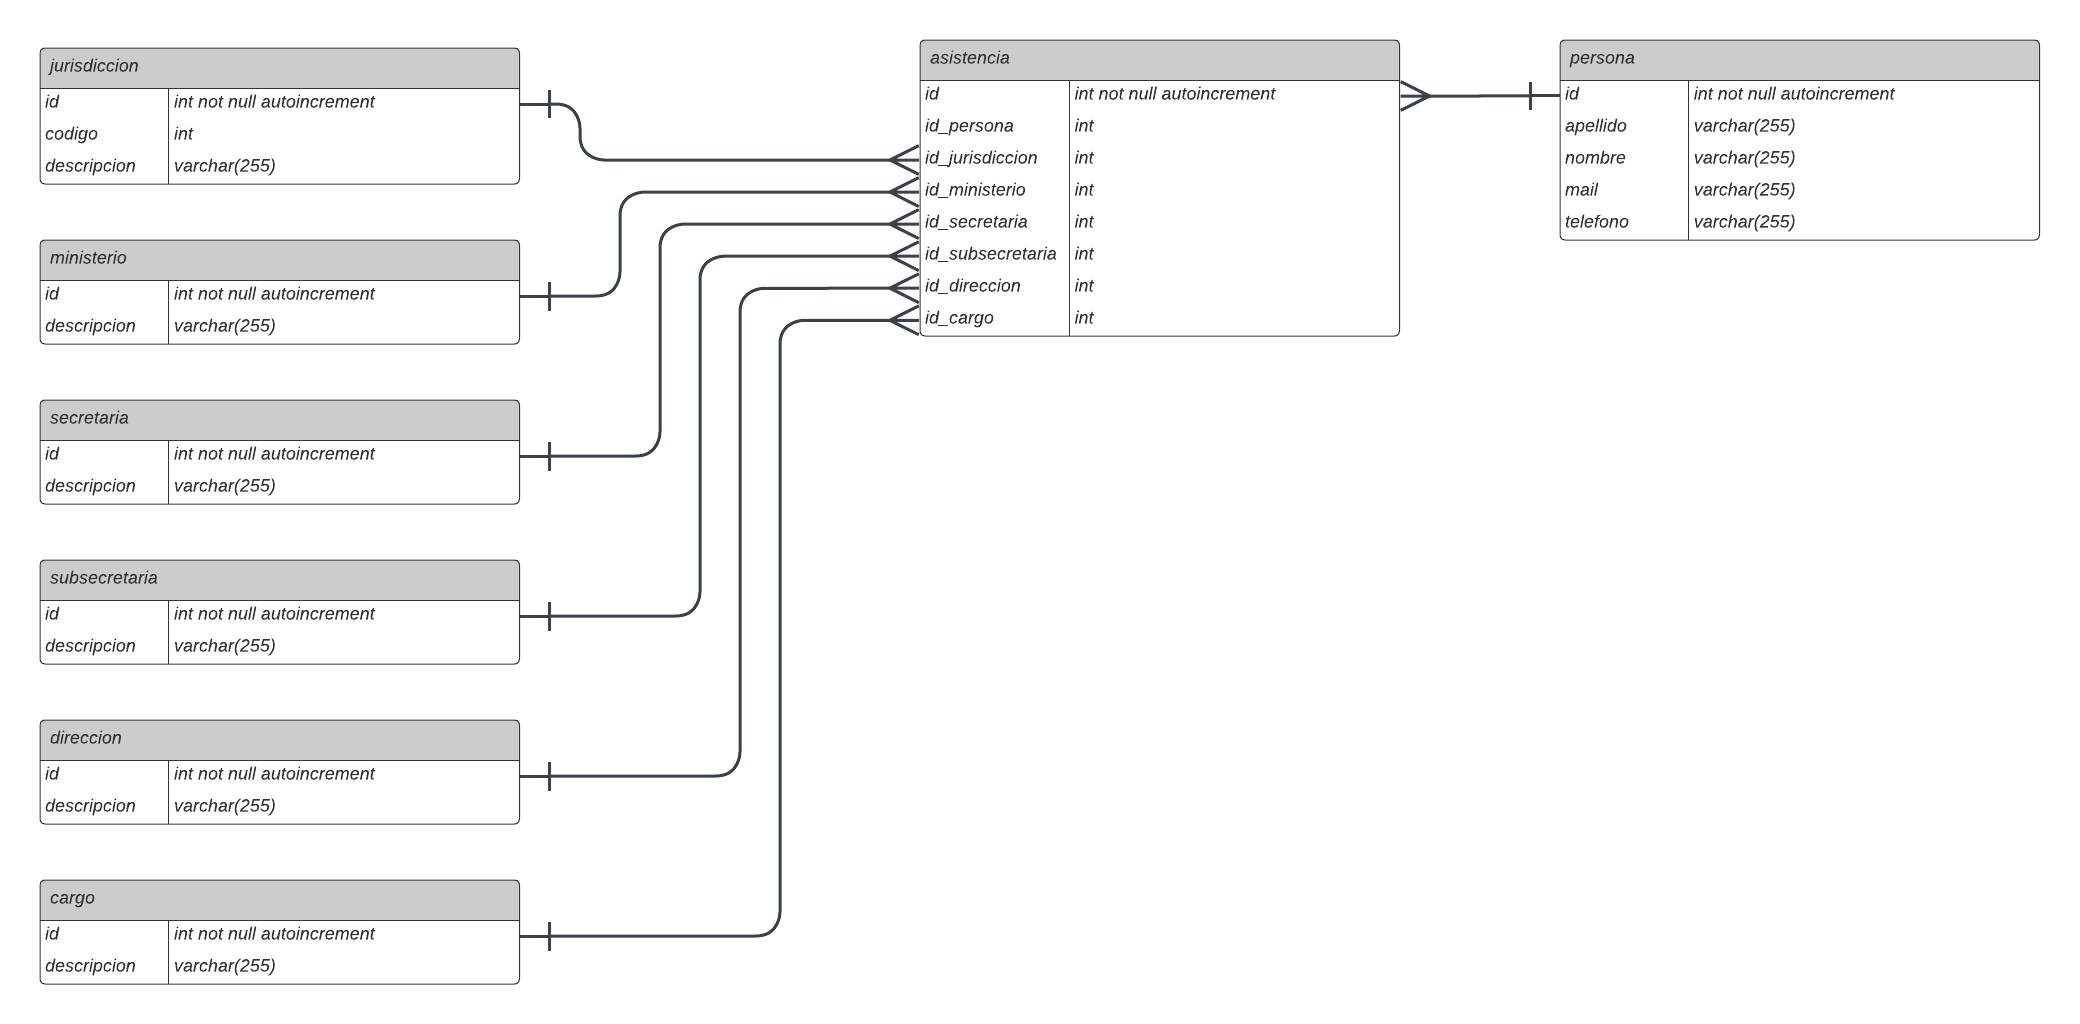 jurisdiccion
id int not null autoincrement
codigo int
descripcion varchar(255)
ministerio
id int not null autoincrement
descripcion varchar(255)
secretaria
id int not null autoincrement
descripcion varchar(255)
subsecretaria
id int not null autoincrement
descripcion varchar(255)
direccion
id int not null autoincrement
descripcion varchar(255)
cargo
id int not null autoincrement
descripcion varchar(255)
asistencia
id int not null autoincrement
id_persona int
id_jurisdiccion int
id_ministerio int
id_secretaria int
id_subsecretaria int
id_direccion int
id_cargo int
persona
id int not null autoincrement
apellido varchar(255)
nombre varchar(255)
mail varchar(255)
telefono varchar(255)